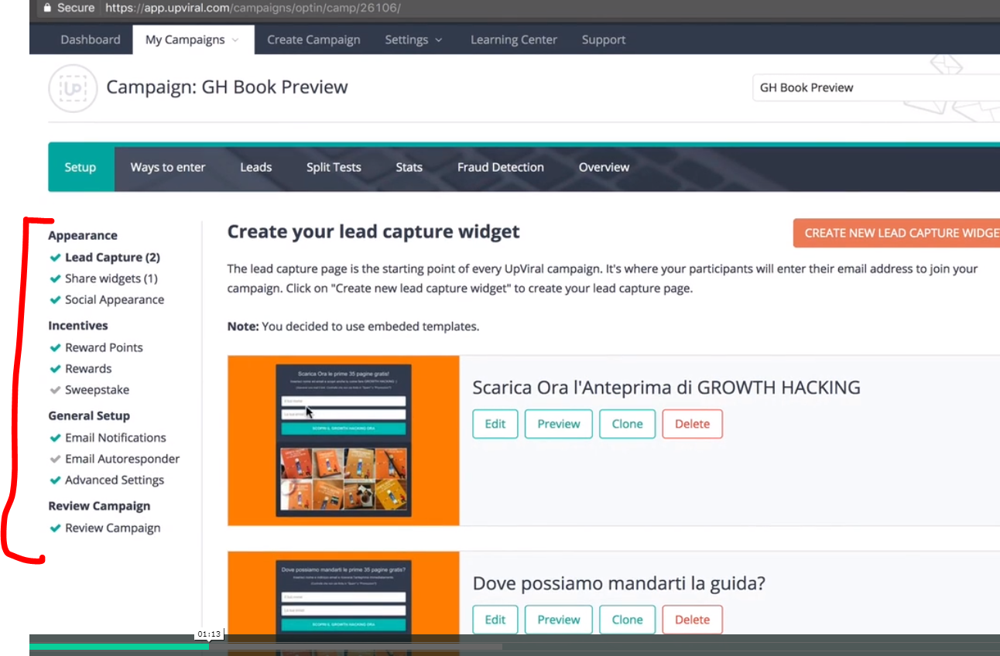 Secure https://app.upviral.com/campaigns/optin/camp/26106/
Dashboard My Campaigns Create Campaign Settings Learning Center Support
UP Campaign: GH Book Preview
GH Book Preview
Setup Ways to enter Leads Split Tests Stats Fraud Detection Overview
Appearance
Lead Capture (2)
Share widgets (1)
Social Appearance
Incentives
Reward Points
Rewards
Sweepstake
General Setup
Email Notifications
Email Autoresponder
Advanced Settings
Review Campaign
Review Campaign
Create your lead capture widget
CREATE NEW LEAD CAPTURE WIDGE
The lead capture page is the starting point of every UpViral campaign. It's where your participants will enter their email address to join your
campaign. Click on "Create new lead capture widget" to create your lead capture page.
Note: You decided to use embeded templates.
Scarica Ora le prime 35 pagine gratis!
SCOPRI IL GROWTH HACKING ORA
Scarica Ora l'Anteprima di GROWTH HACKING
Edit Preview Clone Delete
Dove possiamo mandarti le prime 35 pagine gratis?
SCOPRI IL GROWTH HACKING ORA
Dove possiamo mandarti la guida?
Edit Preview Clone Delete
01:13